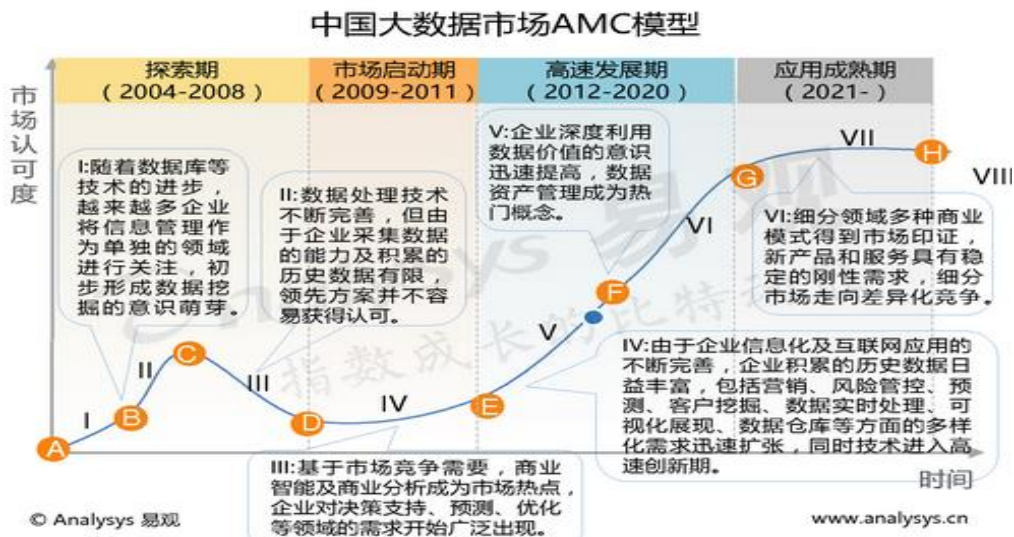 中国大数据市场AMC模型
市场认可度
探索期
（2004-2008）
市场启动期
（2009-2011）
高速发展期
（2012-2020）
应用成熟期
（2021-）
I:随着数据库等
技术的进步，
越来越多企业
将信息管理作
为单独的领域
进行关注，初
步形成数据挖
掘的意识萌芽。
II:数据处理技术
不断完善，但由
于企业采集数据
的能力及积累的
历史数据有限，
领先方案并不容
易获得认可。
V:企业深度利用
数据价值的意识
迅速提高，数据
资产管理成为热
门概念。
VI:细分领域多种商业
模式得到市场印证，
新产品和服务具有稳
定的刚性需求，细分
市场走向差异化竞争。
IV:由于企业信息化及互联网应用的
不断完善，企业积累的历史数据日
益丰富，包括营销、风险管控、预
测、客户挖掘、数据实时处理、可
视化展现、数据仓库等方面的多样
化需求迅速扩张，同时技术进入高
速创新期。
III:基于市场竞争需要，商业
智能及商业分析成为市场热点，
企业对决策支持、预测、优化
等领域的需求开始广泛出现。
A
I
B
II
C
III
D
IV
E
V
F
VI
G
VII
H
VIII
时间
Analysys 易观
指数成长的比特
© Analysys 易观
www.analysys.cn